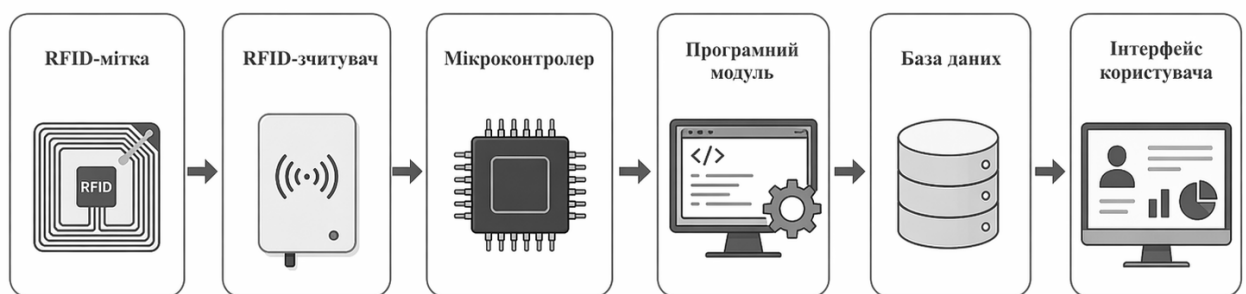 RFID-мітка
RFID-зчитувач
Мікроконтролер
Програмний
модуль
База даних
Інтерфейс
користувача
RFID
</>